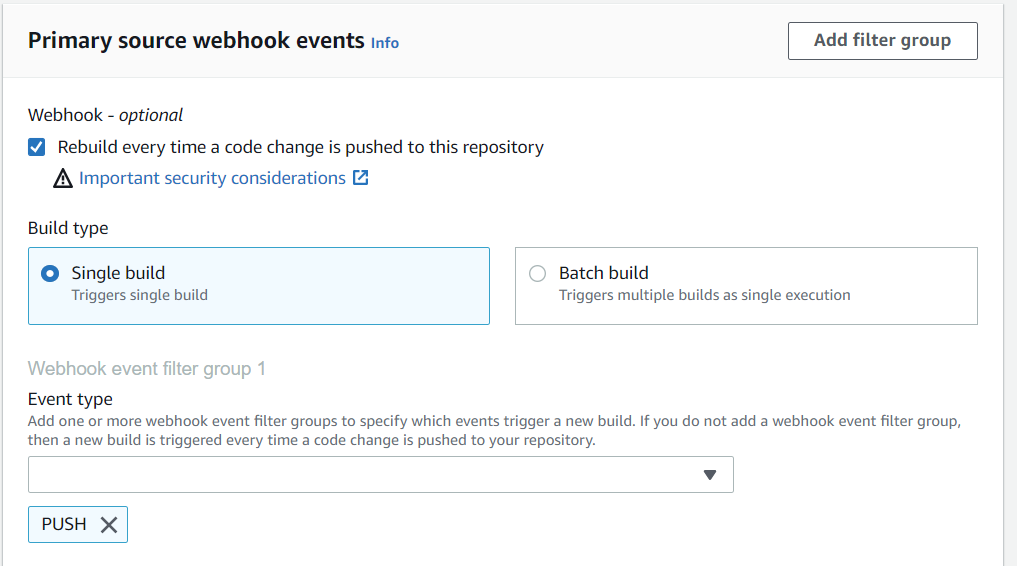 Primary source webhook events Info
Add filter group
Webhook - optional
Rebuild every time a code change is pushed to this repository
Important security considerations
Build type
Single build
Triggers single build
Batch build
Triggers multiple builds as single execution
Webhook event filter group 1
Event type
Add one or more webhook event filter groups to specify which events trigger a new build. If you do not add a webhook event filter group,
then a new build is triggered every time a code change is pushed to your repository.
PUSH